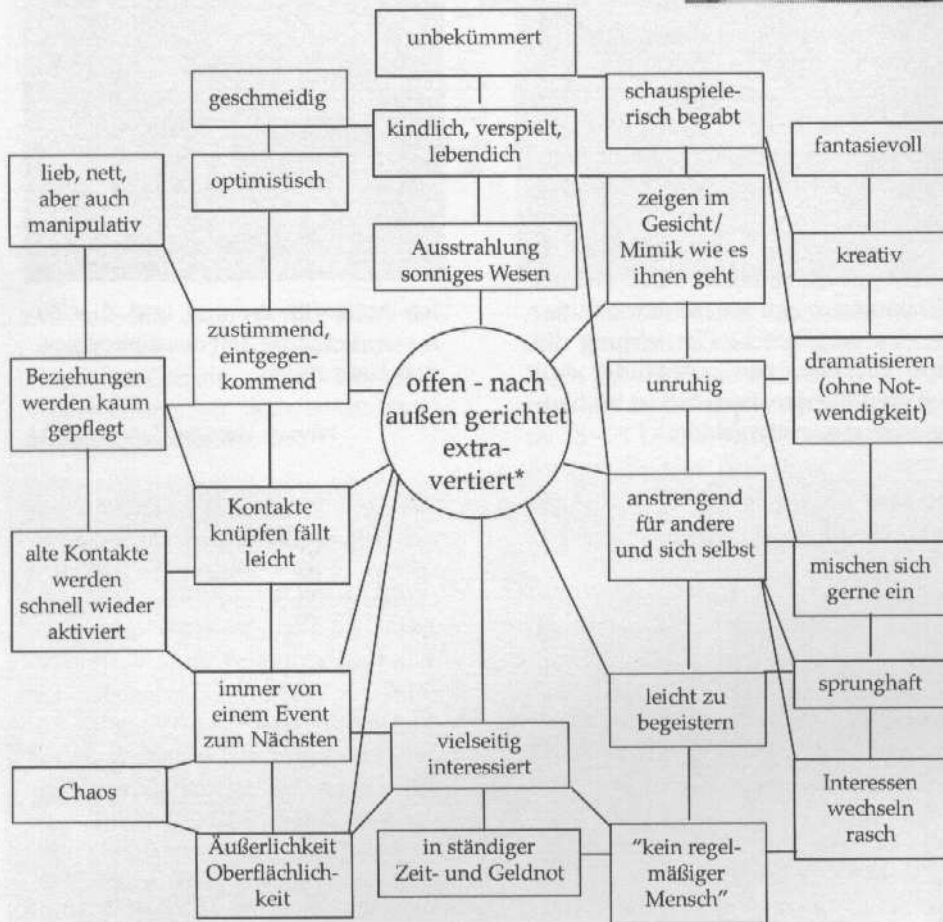 unbekümmert
geschmeidig
schauspiele-
risch begabt
kindlich, verspielt,
lebendich
fantasievoll
lieb, nett,
aber auch
manipulativ
optimistisch
zeigen im
Gesicht/
Mimik wie es
ihnen geht
Ausstrahlung
sonniges Wesen
kreativ
zustimmend,
eintgegen-
kommend
Beziehungen
werden kaum
gepflegt
offen - nach
außen gerichtet
extra-
vertiert*
unruhig
dramatisieren
(ohne Not-
wendigkeit)
Kontakte
knüpfen fällt
leicht
anstrengend
für andere
und sich selbst
alte Kontakte
werden
schnell wieder
aktiviert
mischen sich
gerne ein
immer von
einem Event
zum Nächsten
leicht zu
begeistern
sprunghaft
vielseitig
interessiert
Chaos
Interessen
wechseln
rasch
Äußerlichkeit
Oberflächlich-
keit
in ständiger
Zeit- und Geldnot
"kein regel-
mäßiger
Mensch"